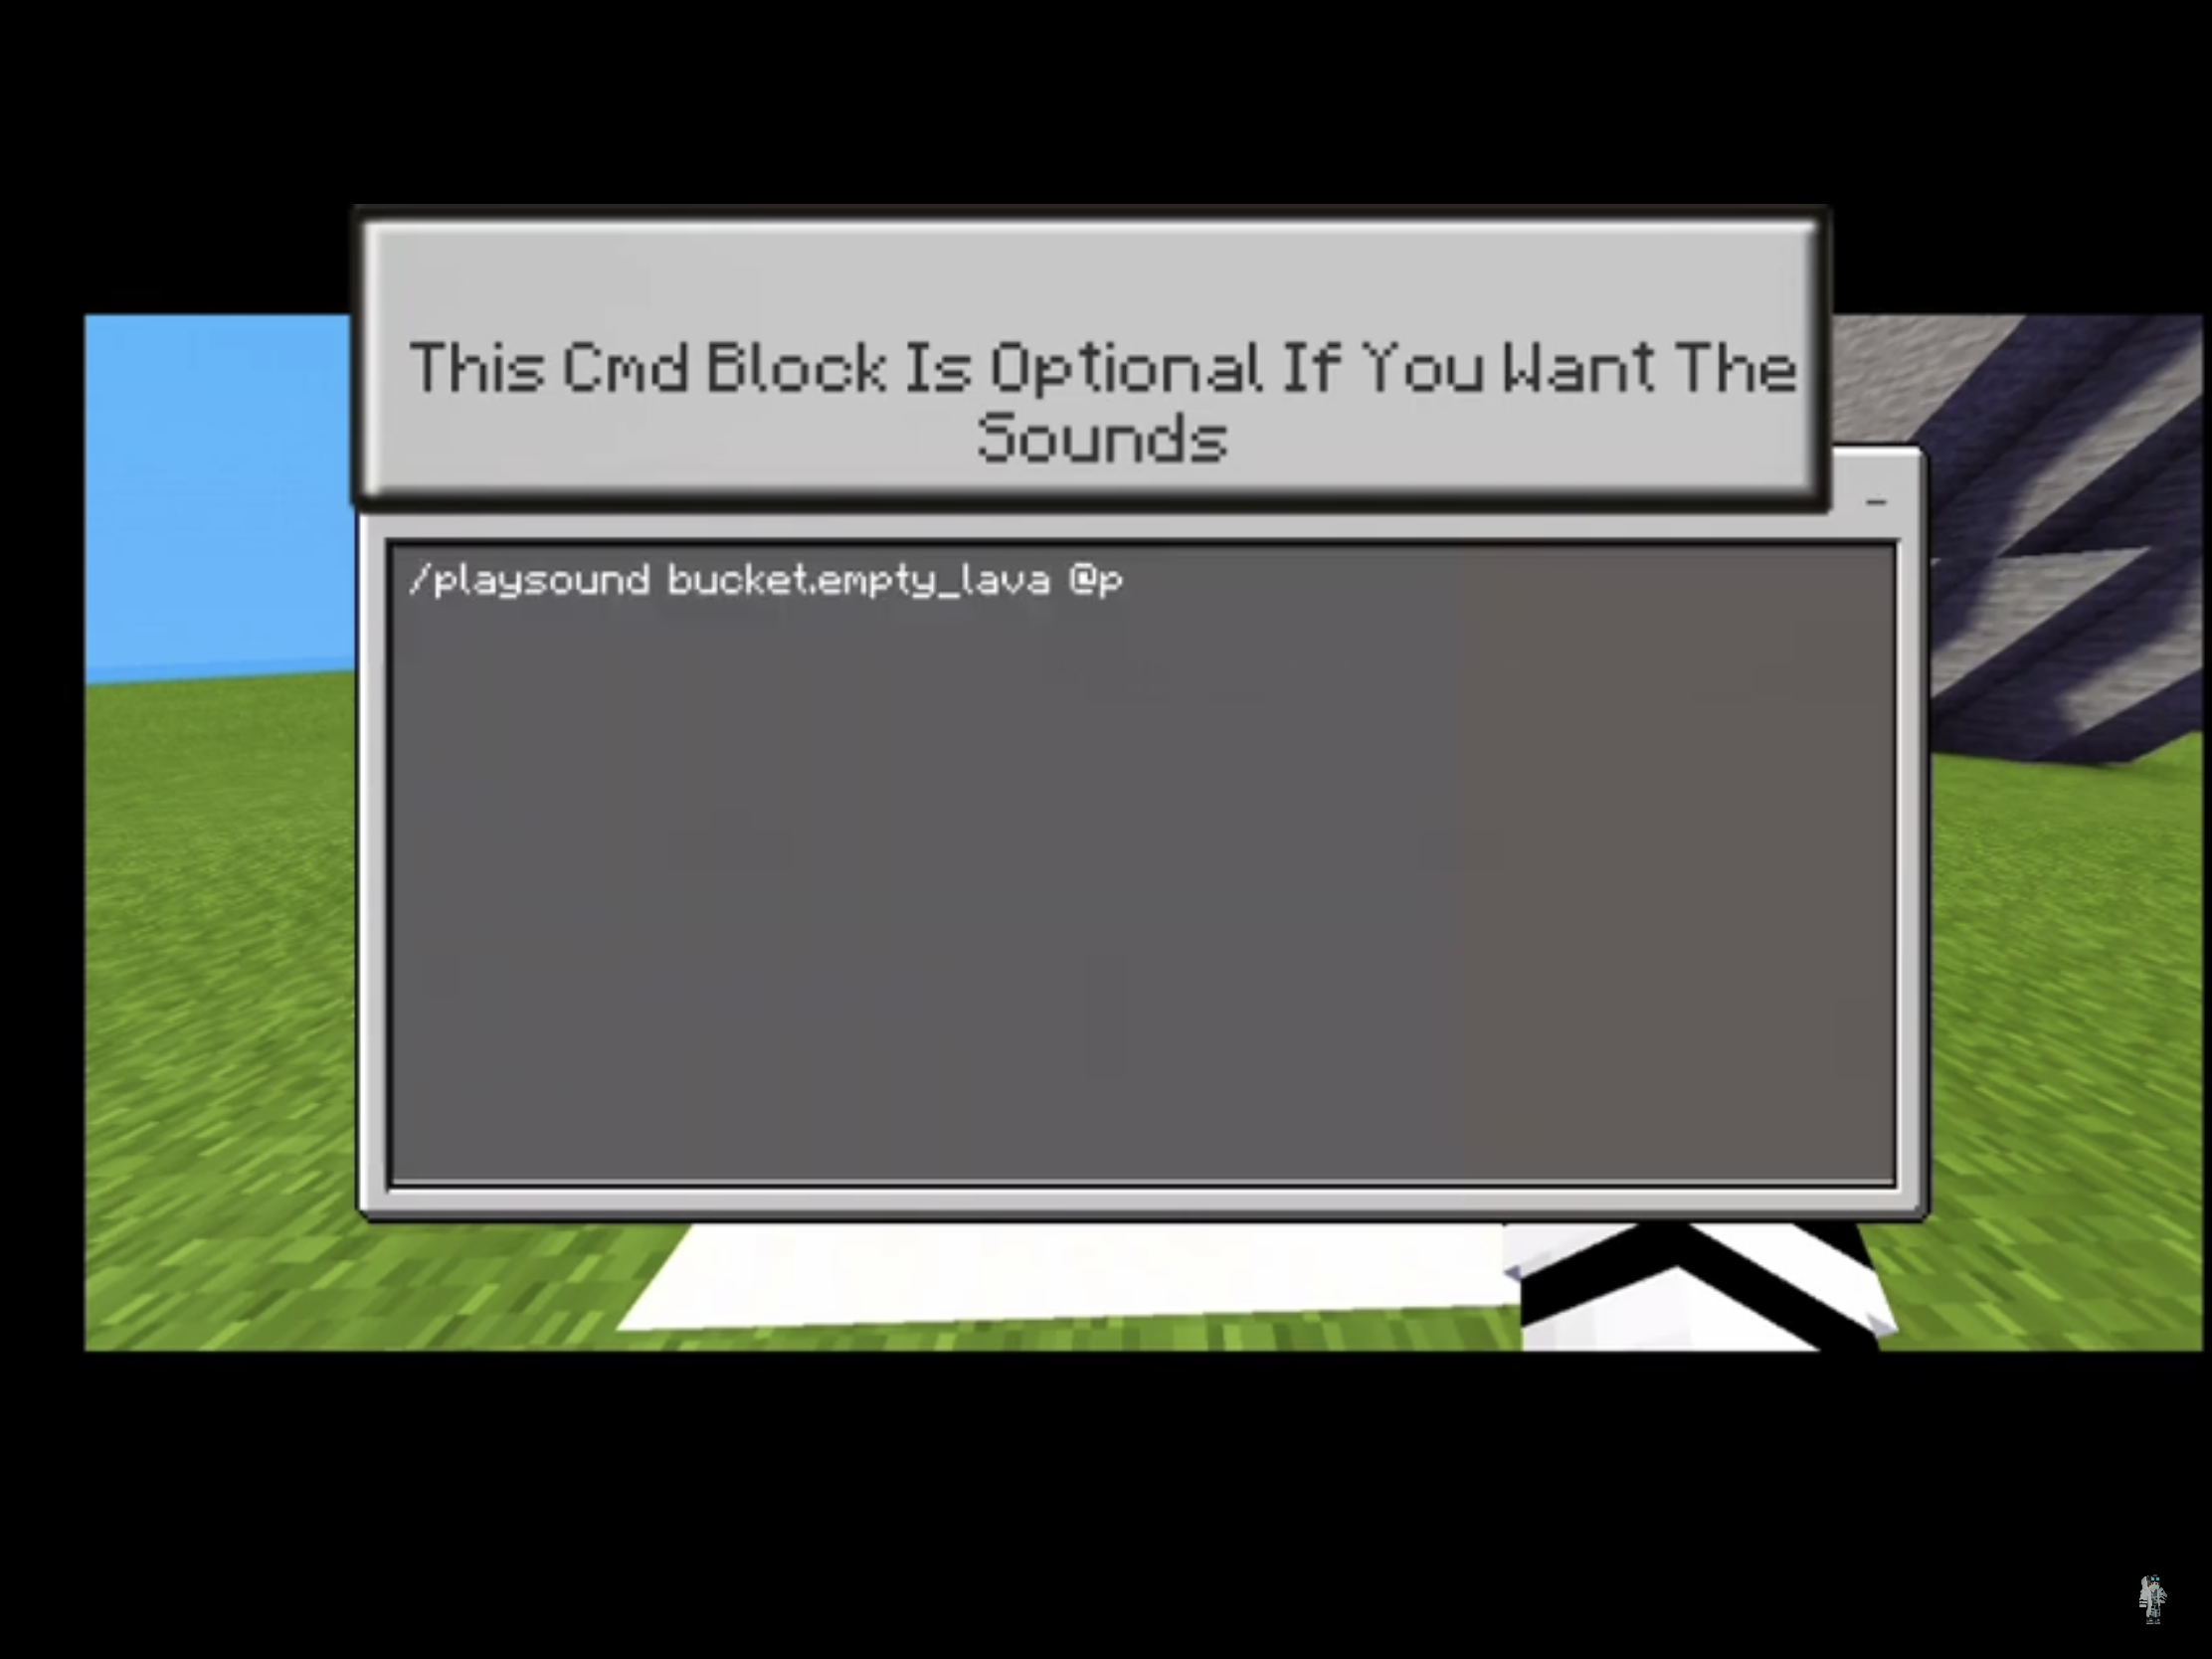 This Cmd Block Is Optional If You Want The
Sounds
/playsound bucket.empty_lava @p